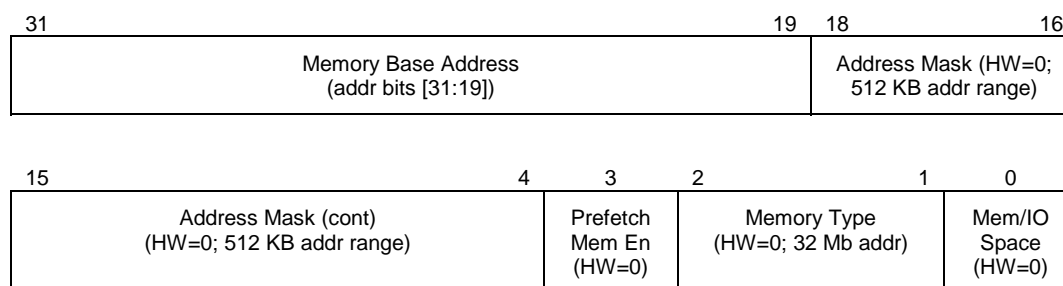 31 19 18 16
Memory Base Address
(addr bits [31:19])
Address Mask (HW=0;
512 KB addr range)
15 4 3 2 1 0
Address Mask (cont)
(HW=0; 512 KB addr range)
Prefetch
Mem En
(HW=0)
Memory Type
(HW=0; 32 Mb addr)
Mem/IO
Space
(HW=0)